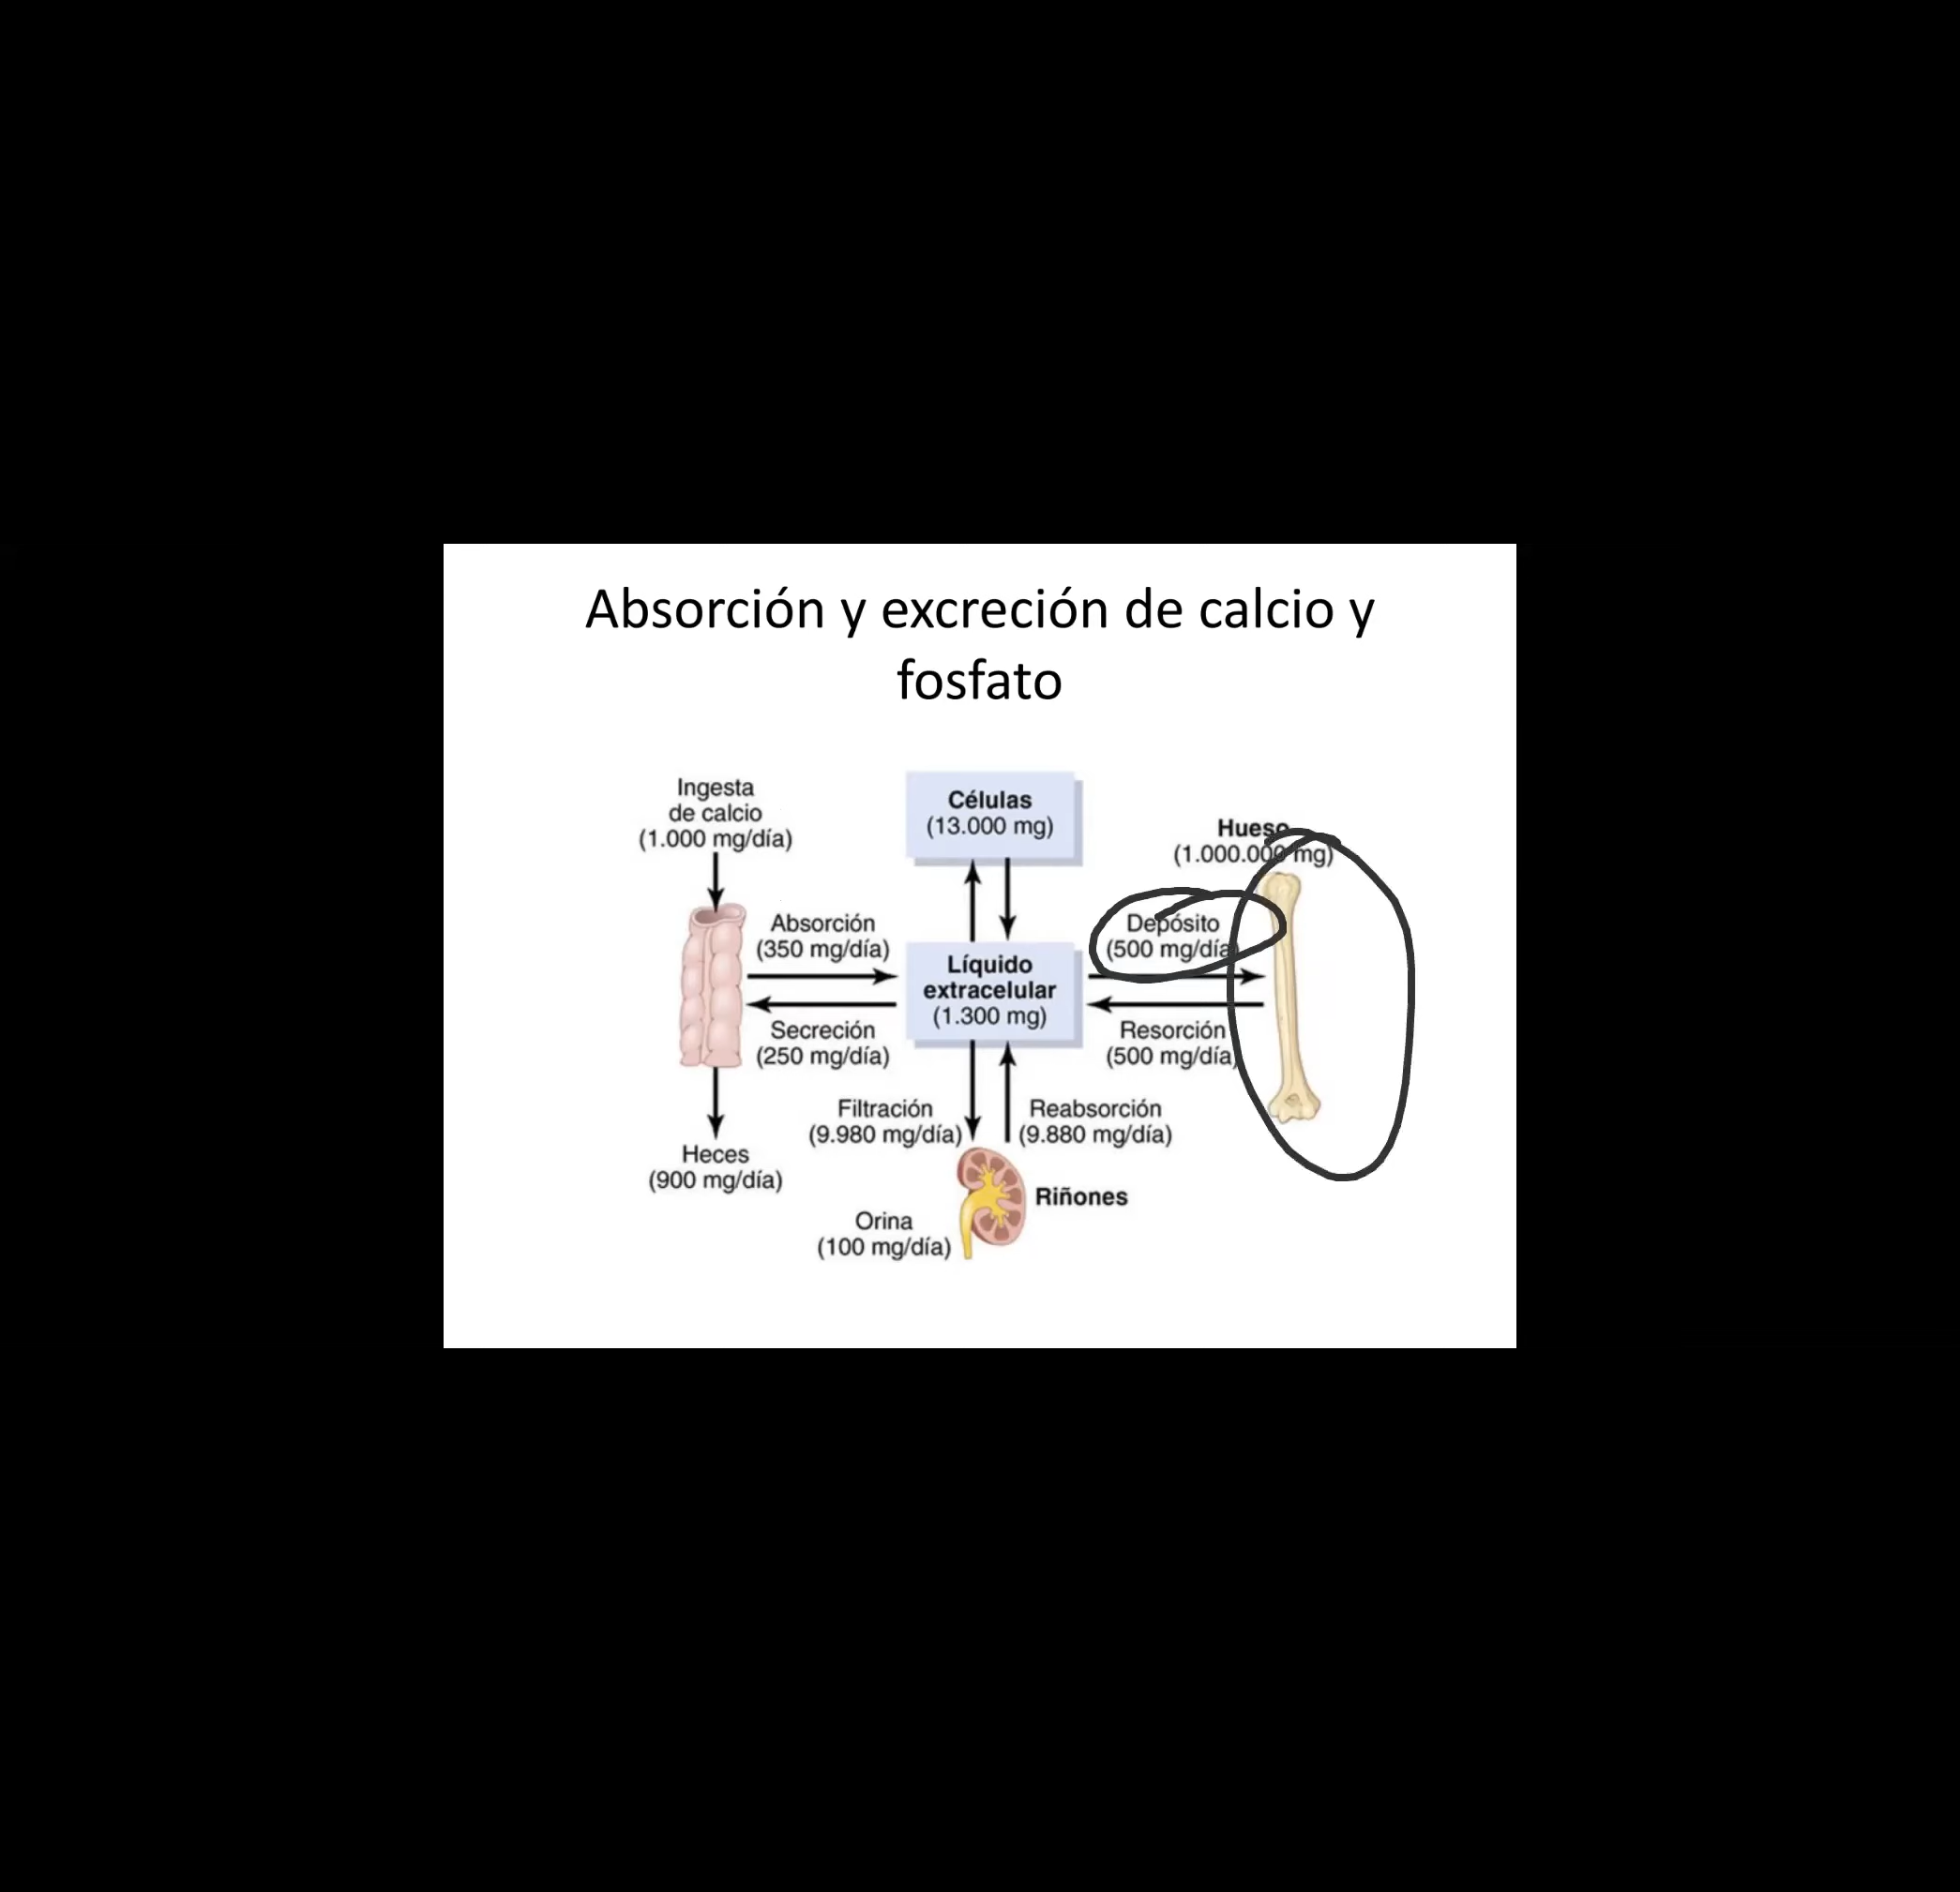 Absorción y excreción de calcio y
fosfato
Ingesta
de calcio
(1.000 mg/día)
Células
(13.000 mg)
Hueso
(1.000.000 mg)
Absorción
(350 mg/día)
Depósito
(500 mg/día)
Líquido
extracelular
(1.300 mg)
Secreción
(250 mg/día)
Resorción
(500 mg/día)
Filtración
(9.980 mg/día)
Reabsorción
(9.880 mg/día)
Heces
(900 mg/día)
Riñones
Orina
(100 mg/día)